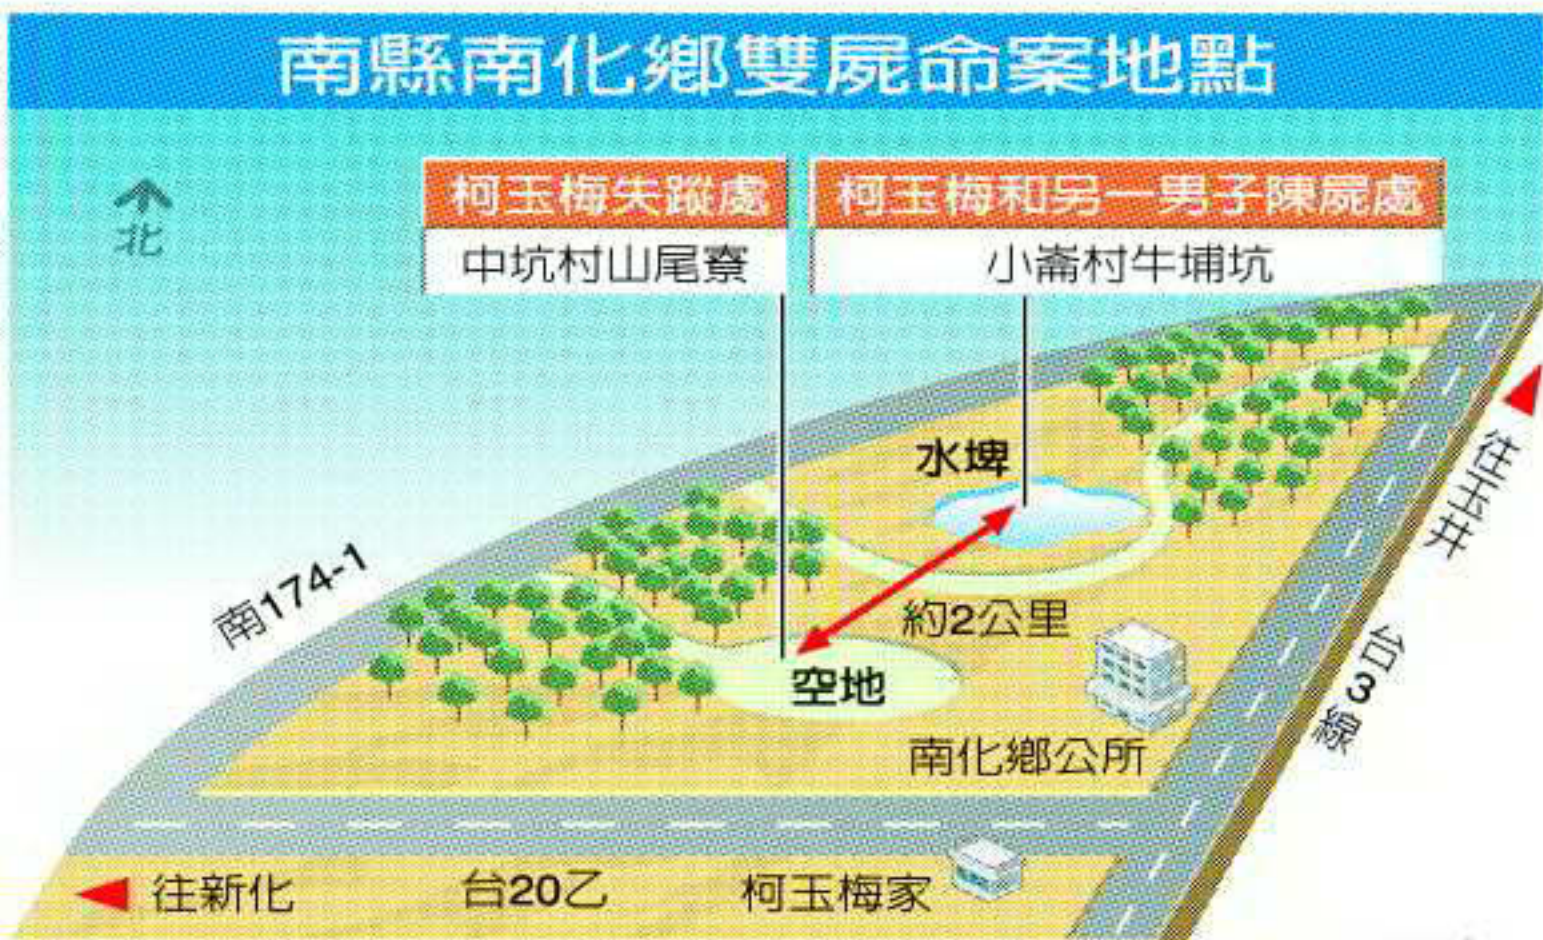 南縣南化鄉雙屍命案地點
北
柯玉梅失蹤處
中坑村山尾寮
柯玉梅和另一男子陳屍處
小崙村牛埔坑
水埤
往玉井
南174-1
約2公里
空地
台3線
南化鄉公所
往新化
台20乙
柯玉梅家